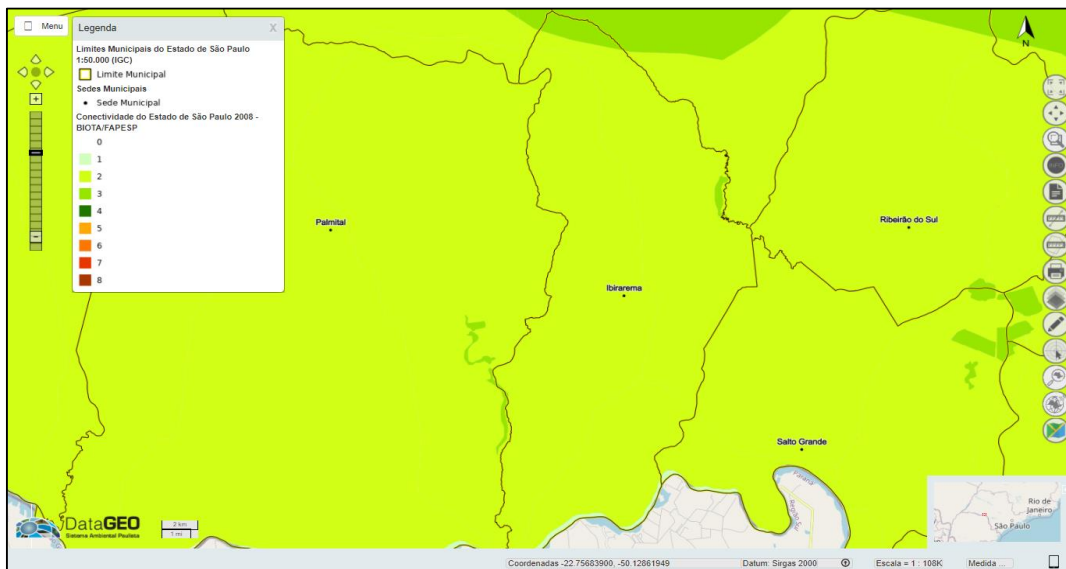 Menu
Legenda
X
Limites Municipais do Estado de São Paulo
1:50.000 (IGC)
Limite Municipal
Sedes Municipais
Sede Municipal
Conectividade do Estado de São Paulo 2008 -
BIOTA/FAPESP
0
1
2
3
4
5
6
7
8
N
Palmital
Ribeirão do Sul
Ibirarema
Salto Grande
Paraná
DataGEO
Sistema Ambiental Paulista
2 km
1 mi
Rio de
Janeiro
São Paulo
Coordenadas -22.75683900, -50.12861949
Datum: Sirgas 2000
Escala = 1 : 108K
Medida ...